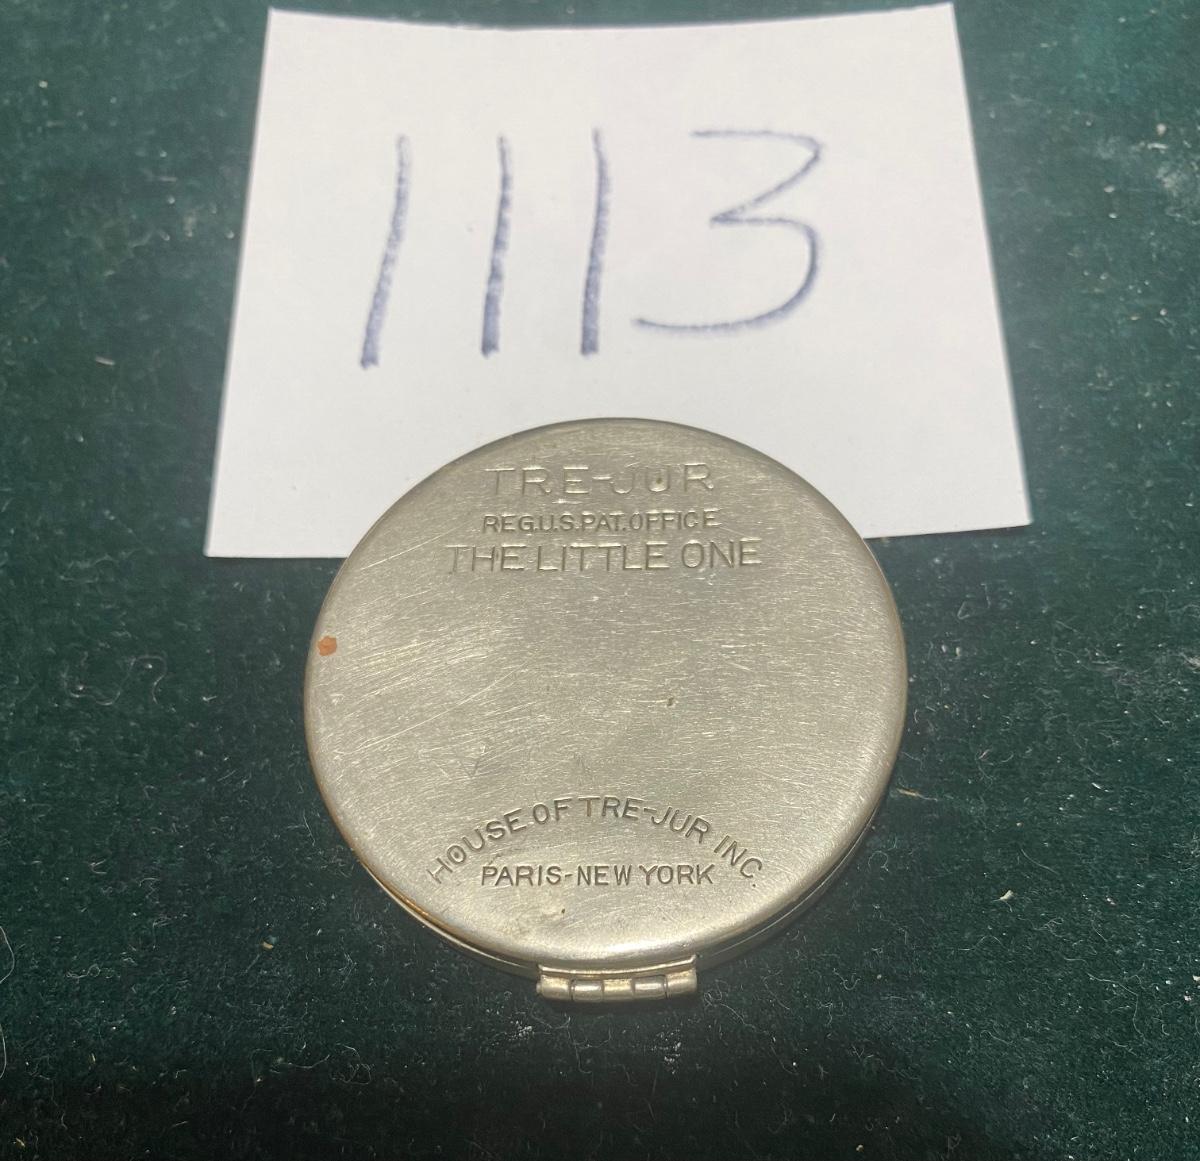 1113
TRE-JUR
REG.U.S.PAT.OFFICE
THE LITTLE ONE
HOUSE OF TRE-JUR INC.
PARIS-NEW YORK